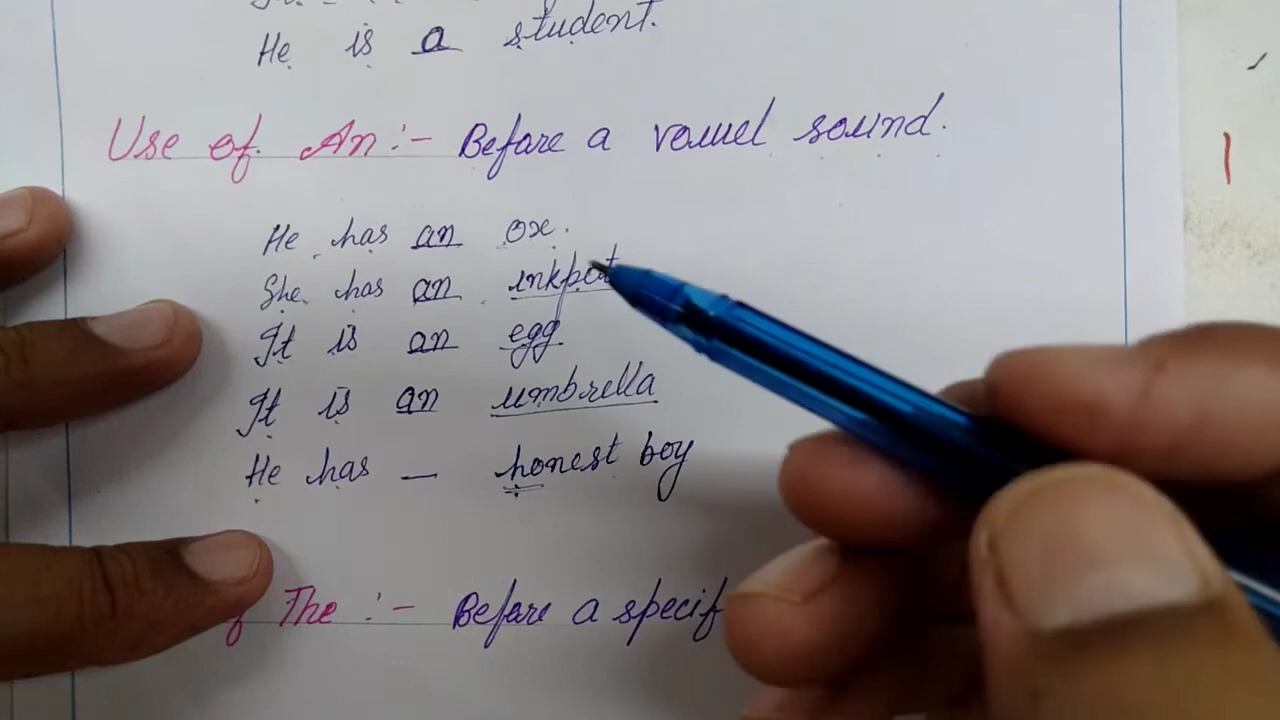 He is a student.
Use of An :- Before a vowel sound.
He has an ox.
She has an inkpot
It is an egg
It is an umbrella
He has — honest boy
The :- Before a specif